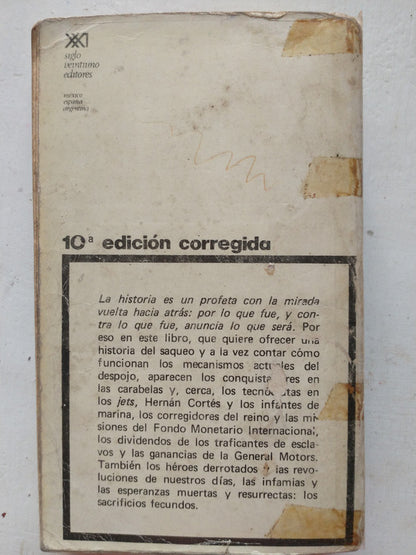 XXI
siglo
veintiuno
editores
méxico
españa
argentina
10ª edición corregida
La historia es un profeta con la mirada
vuelta hacia atrás: por lo que fue, y con-
tra lo que fue, anuncia lo que será. Por
eso en este libro, que quiere ofrecer una
historia del saqueo y a la vez contar cómo
funcionan los mecanismos actuales del
despojo, aparecen los conquistadores en
las carabelas y, cerca, los tecnócratas en
los jets, Hernán Cortés y los infantes de
marina, los corregidores del reino y las mi-
siones del Fondo Monetario Internacional,
los dividendos de los traficantes de escla-
vos y las ganancias de la General Motors.
También los héroes derrotados y las revo-
luciones de nuestros días, las infamias y
las esperanzas muertas y resurrectas: los
sacrificios fecundos.